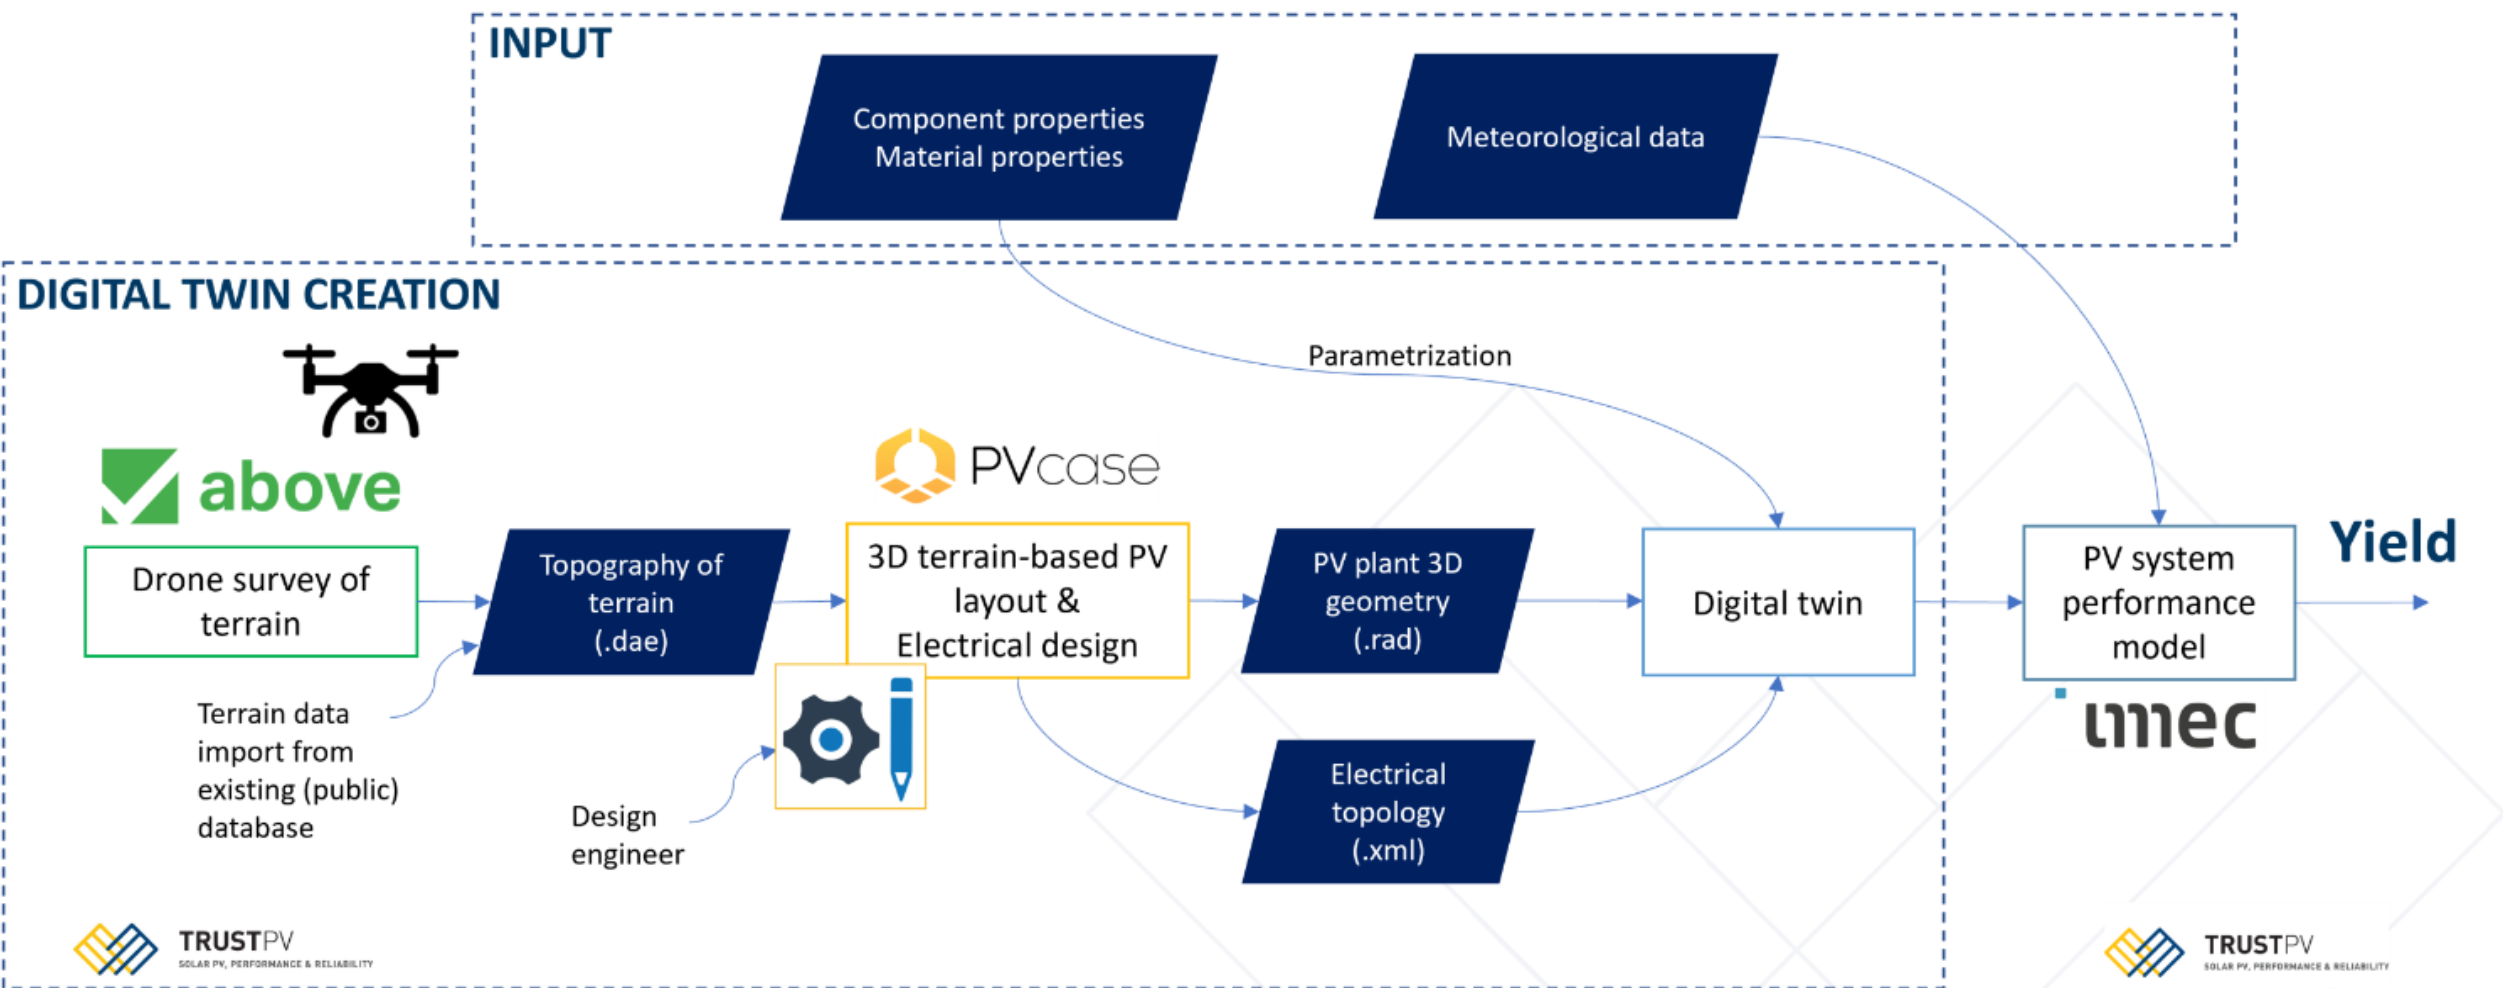 INPUT
Component properties
Material properties
Meteorological data
DIGITAL TWIN CREATION
Parametrization
above
PVcase
Drone survey of
terrain
Topography of
terrain
(.dae)
3D terrain-based PV
layout &
Electrical design
PV plant 3D
geometry
(.rad)
Digital twin
PV system
performance
model
Yield
imec
Terrain data
import from
existing (public)
database
Design
engineer
Electrical
topology
(.xml)
TRUSTPV
SOLAR PV, PERFORMANCE & RELIABILITY
TRUSTPV
SOLAR PV, PERFORMANCE & RELIABILITY